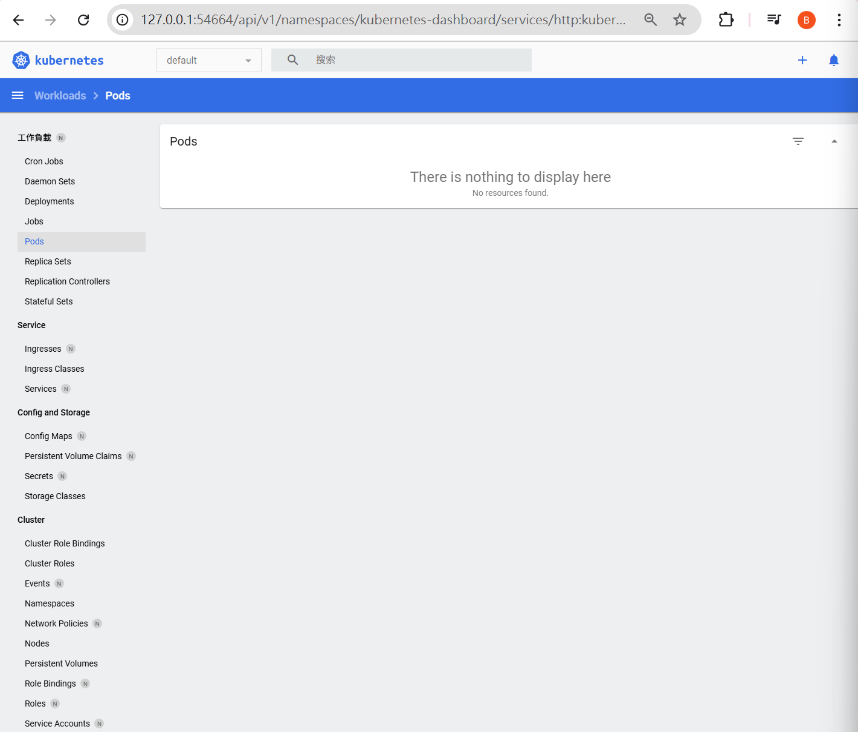 127.0.0.1:54664/api/v1/namespaces/kubernetes-dashboard/services/http:kuber...
B
kubernetes
default
搜索
Workloads > Pods
工作負載 N
Cron Jobs
Daemon Sets
Deployments
Jobs
Pods
Replica Sets
Replication Controllers
Stateful Sets
Service
Ingresses N
Ingress Classes
Services N
Config and Storage
Config Maps N
Persistent Volume Claims N
Secrets N
Storage Classes
Cluster
Cluster Role Bindings
Cluster Roles
Events N
Namespaces
Network Policies N
Nodes
Persistent Volumes
Role Bindings N
Roles N
Service Accounts N
Pods
There is nothing to display here
No resources found.